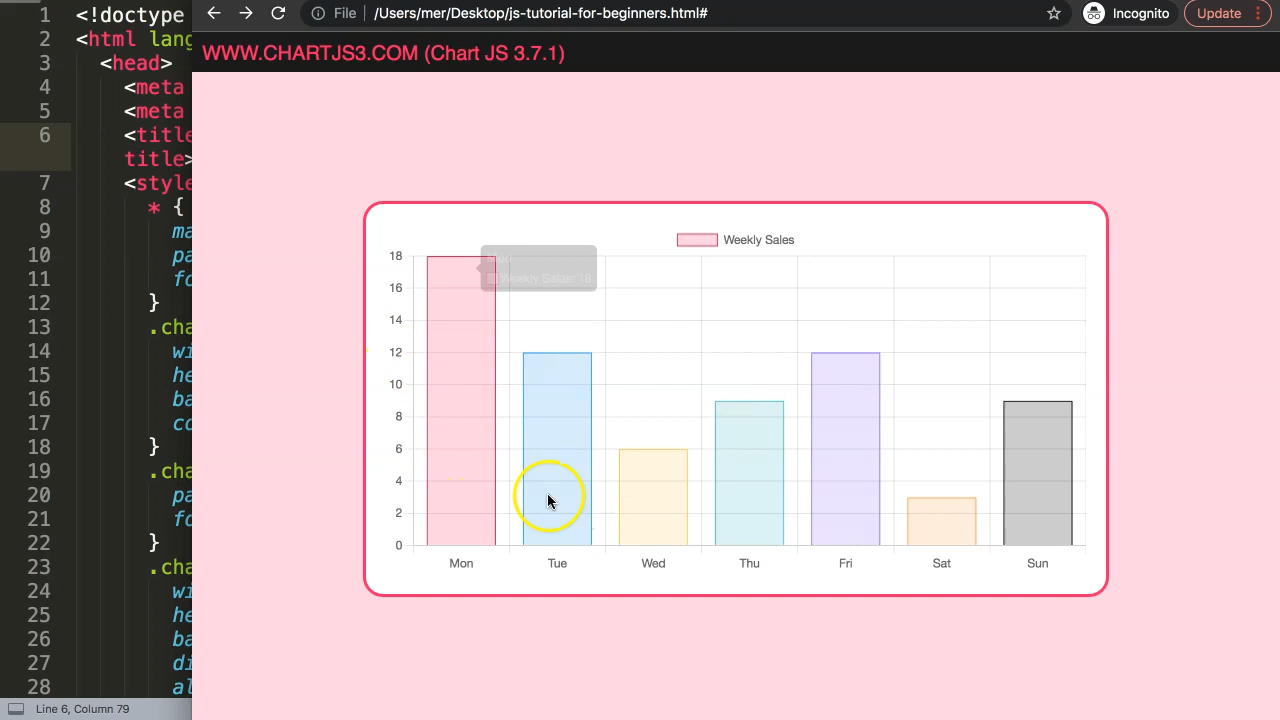 1 <!doctype
2 <html lang
3 <head>
4 <meta
5 <meta
6 <title
title>
7 <style
8 * {
9 ma
10 pa
11 fo
12 }
13 .cha
14 wi
15 he
16 ba
17 co
18 }
19 .cha
20 pa
21 fo
22 }
23 .cha
24 wi
25 he
26 ba
27 di
28 al
Line 6, Column 79
File /Users/mer/Desktop/js-tutorial-for-beginners.html# Incognito Update
WWW.CHARTJS3.COM (Chart JS 3.7.1)
Weekly Sales
Mon
Weekly Sales: 18
18
16
14
12
10
8
6
4
2
0
Mon Tue Wed Thu Fri Sat Sun